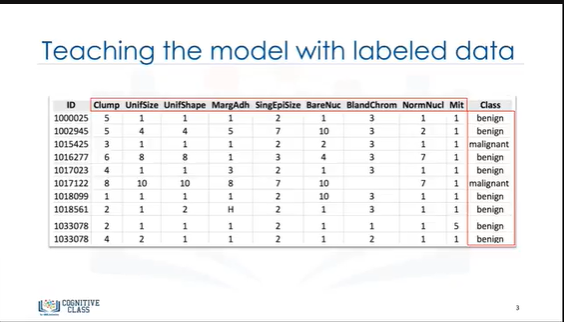 Teaching the model with labeled data
ID Clump UnifSize UnifShape MargAdh SingEpiSize BareNuc BlandChrom NormNucl Mit Class
1000025 5 1 1 1 2 1 3 1 1 benign
1002945 5 4 4 5 7 10 3 2 1 benign
1015425 3 1 1 1 2 2 3 1 1 malignant
1016277 6 8 8 1 3 4 3 7 1 benign
1017023 4 1 1 3 2 1 3 1 1 benign
1017122 8 10 10 8 7 10 7 1 malignant
1018099 1 1 1 1 2 10 3 1 1 benign
1018561 2 1 2 H 2 1 3 1 1 benign
1033078 2 1 1 1 2 1 1 1 5 benign
1033078 4 2 1 1 2 1 2 1 1 benign
COGNITIVE
CLASS
3